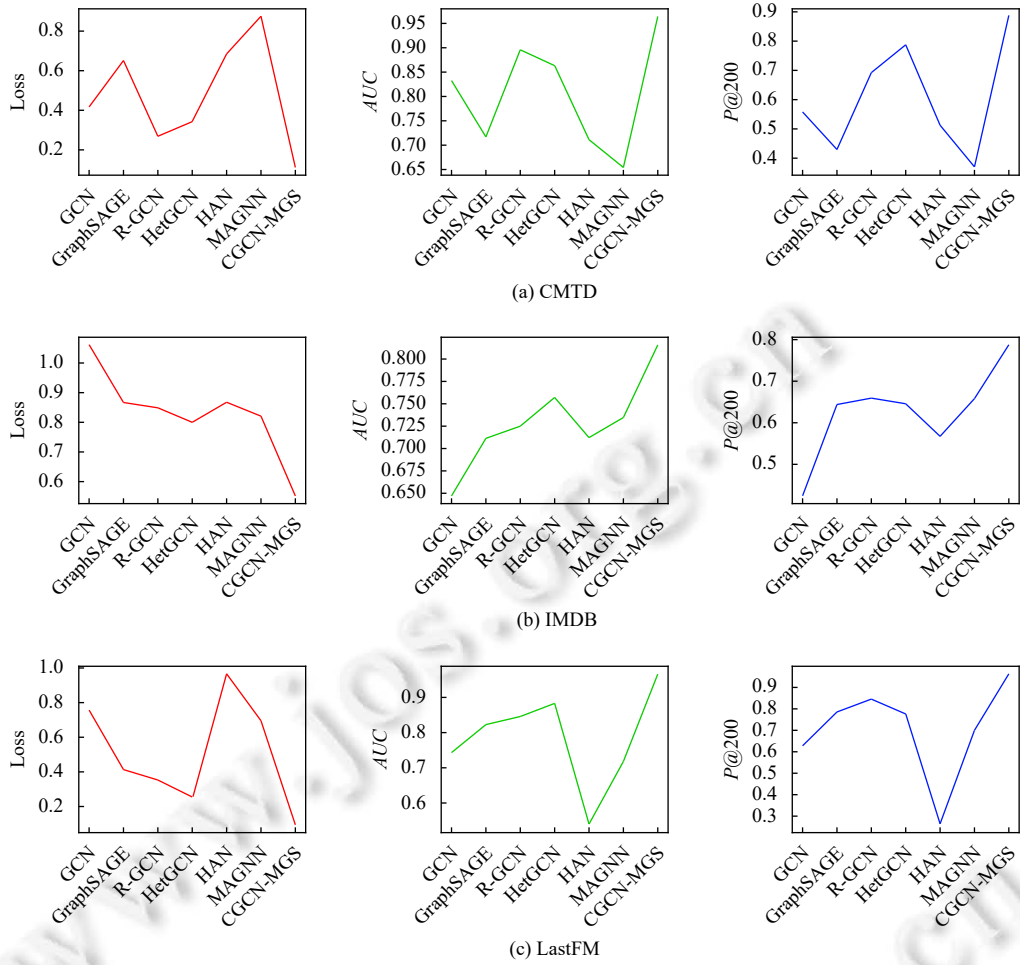 Loss
0.8
0.6
0.4
0.2
GCN
GraphSAGE
R-GCN
HetGCN
HAN
MAGNN
CGCN-MGS
AUC
0.95
0.90
0.85
0.80
0.75
0.70
0.65
GCN
GraphSAGE
R-GCN
HetGCN
HAN
MAGNN
CGCN-MGS
P@200
0.9
0.8
0.7
0.6
0.5
0.4
GCN
GraphSAGE
R-GCN
HetGCN
HAN
MAGNN
CGCN-MGS
(a) CMTD
Loss
1.0
0.9
0.8
0.6
GCN
GraphSAGE
R-GCN
HetGCN
HAN
MAGNN
CGCN-MGS
AUC
0.800
0.775
0.750
0.725
0.700
0.675
0.650
GCN
GraphSAGE
R-GCN
HetGCN
HAN
MAGNN
CGCN-MGS
P@200
0.8
0.7
0.6
0.5
GCN
GraphSAGE
R-GCN
HetGCN
HAN
MAGNN
CGCN-MGS
(b) IMDB
Loss
1.0
0.8
0.6
0.4
0.2
GCN
GraphSAGE
R-GCN
HetGCN
HAN
MAGNN
CGCN-MGS
AUC
0.9
0.8
0.7
0.6
GCN
GraphSAGE
R-GCN
HetGCN
HAN
MAGNN
CGCN-MGS
P@200
0.9
0.8
0.7
0.6
0.5
0.4
0.3
GCN
GraphSAGE
R-GCN
HetGCN
HAN
MAGNN
CGCN-MGS
(c) LastFM
www.jos.org.cn